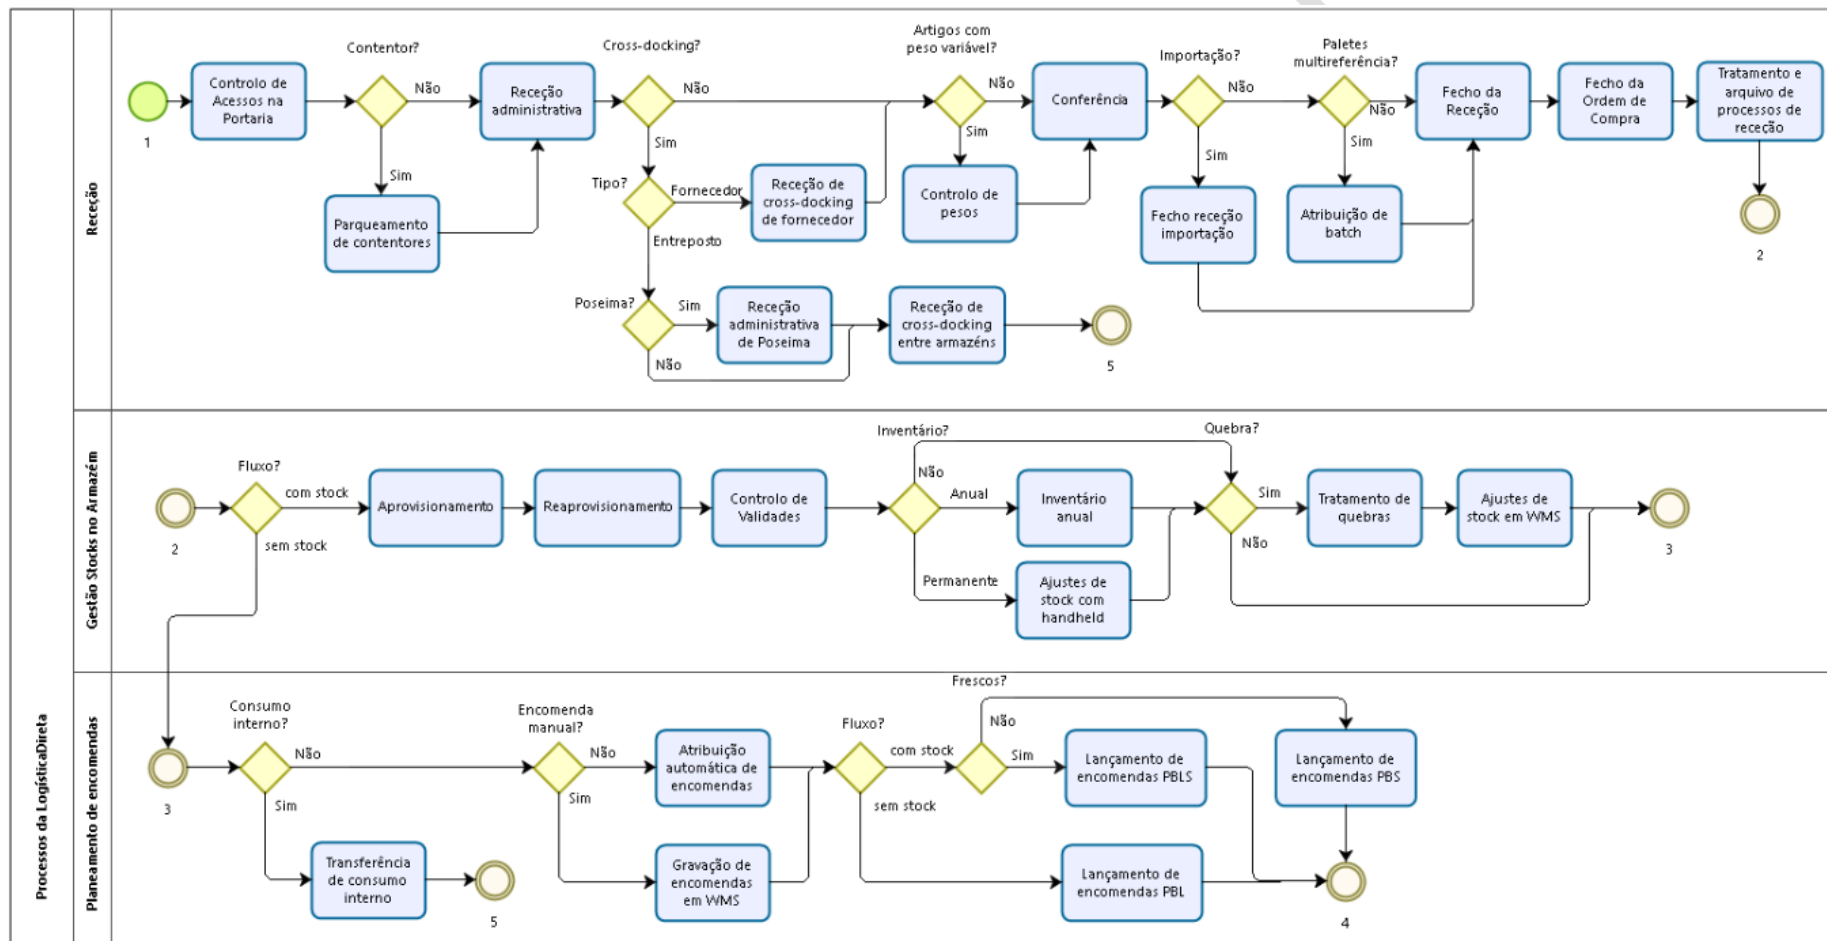 Processos da LogísticaDireta
Receção
Contentor?
Cross-docking?
Artigos com
peso variável?
Importação?
Paletes
multireferência?
1
Controlo de
Acessos na
Portaria
Não
Sim
Parqueamento
de contentores
Receção
administrativa
Não
Sim
Tipo?
Fornecedor
Receção de
cross-docking
de fornecedor
Entreposto
Poseima?
Sim
Não
Receção
administrativa
de Poseima
Receção de
cross-docking
entre armazéns
5
Não
Sim
Controlo de
pesos
Conferência
Não
Sim
Fecho receção
importação
Não
Sim
Atribuição de
batch
Fecho da
Receção
Fecho da
Ordem de
Compra
Tratamento e
arquivo de
processos de
receção
2
Gestão Stocks no Armazém
2
Fluxo?
com stock
sem stock
Aprovisionamento
Reaprovisionamento
Controlo de
Validades
Inventário?
Não
Anual
Permanente
Inventário
anual
Ajustes de
stock com
handheld
Quebra?
Sim
Não
Tratamento de
quebras
Ajustes de
stock em WMS
3
Planeamento de encomendas
3
Consumo
interno?
Não
Sim
Transferência
de consumo
interno
5
Encomenda
manual?
Não
Sim
Atribuição
automática de
encomendas
Gravação de
encomendas
em WMS
Fluxo?
com stock
sem stock
Frescos?
Não
Sim
Lançamento de
encomendas PBLS
Lançamento de
encomendas PBS
Lançamento de
encomendas PBL
4